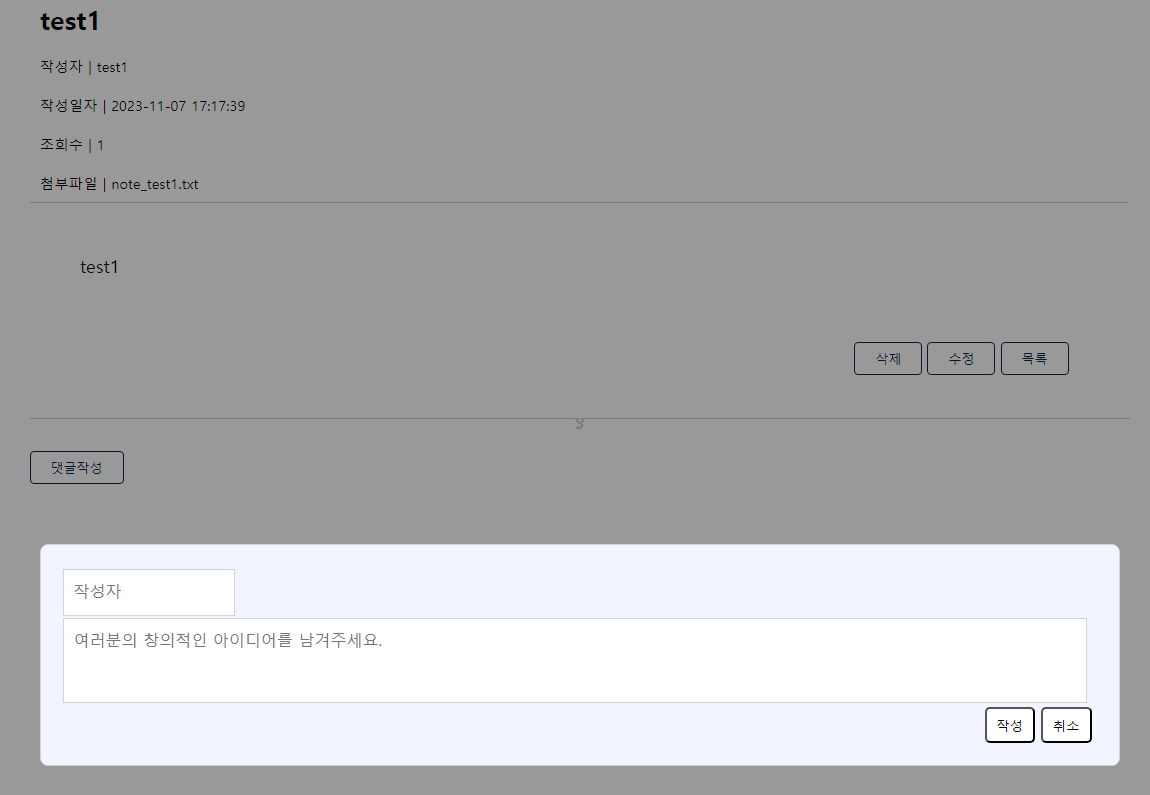 test1
작성자 | test1
작성일자 | 2023-11-07 17:17:39
조회수 | 1
첨부파일 | note_test1.txt
test1
삭제 수정 목록
댓글작성
작성자
여러분의 창의적인 아이디어를 남겨주세요.
작성 취소